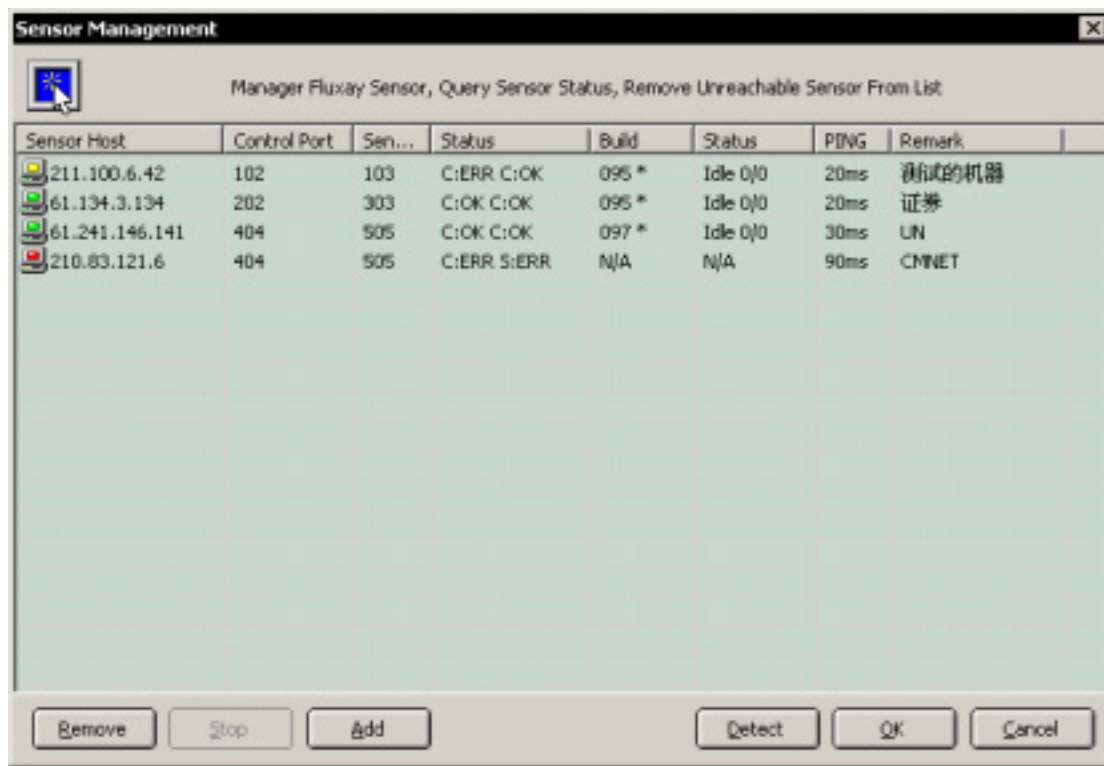 Sensor Management
Manager Fluxay Sensor, Query Sensor Status, Remove Unreachable Sensor From List
Sensor Host Control Port Sen... Status Build Status PING Remark
211.100.6.42 102 103 C:ERR C:OK 095 * Idle 0/0 20ms 测试的机器
61.134.3.134 202 303 C:OK C:OK 095 * Idle 0/0 20ms 证券
61.241.146.141 404 505 C:OK C:OK 097 * Idle 0/0 30ms UN
210.83.121.6 404 505 C:ERR S:ERR N/A N/A 90ms CMNET
Remove Stop Add Detect OK Cancel